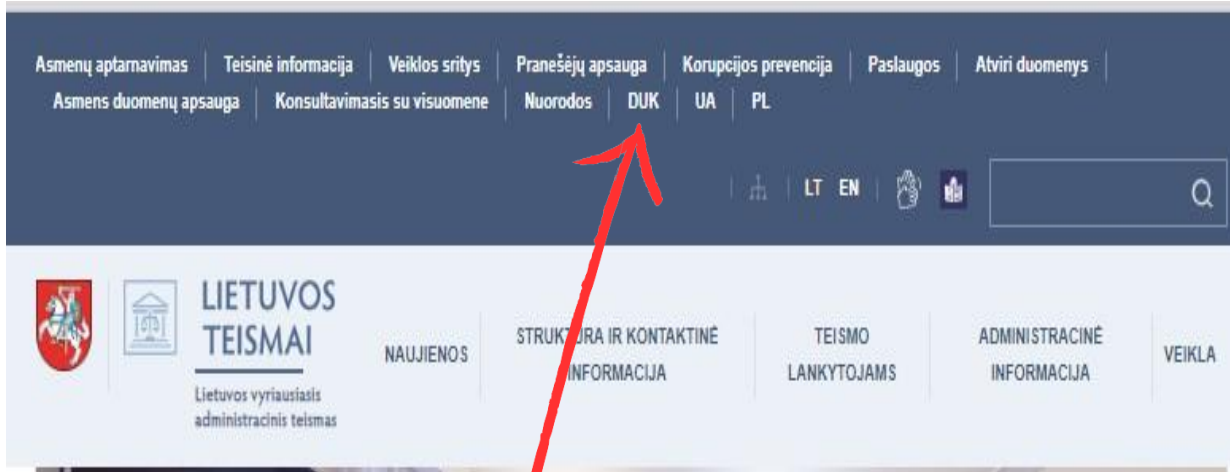 Asmenų aptarnavimas Teisinė informacija Veiklos sritys Pranešėjų apsauga Korupcijos prevencija Paslaugos Atviri duomenys
Asmens duomenų apsauga Konsultavimasis su visuomene Nuorodos DUK UA PL
LT EN
LIETUVOS
TEISMAI
Lietuvos vyriausiasis
administracinis teismas
NAUJIENOS
STRUKTŪRA IR KONTAKTINĖ
INFORMACIJA
TEISMO
LANKYTOJAMS
ADMINISTRACINĖ
INFORMACIJA
VEIKLA